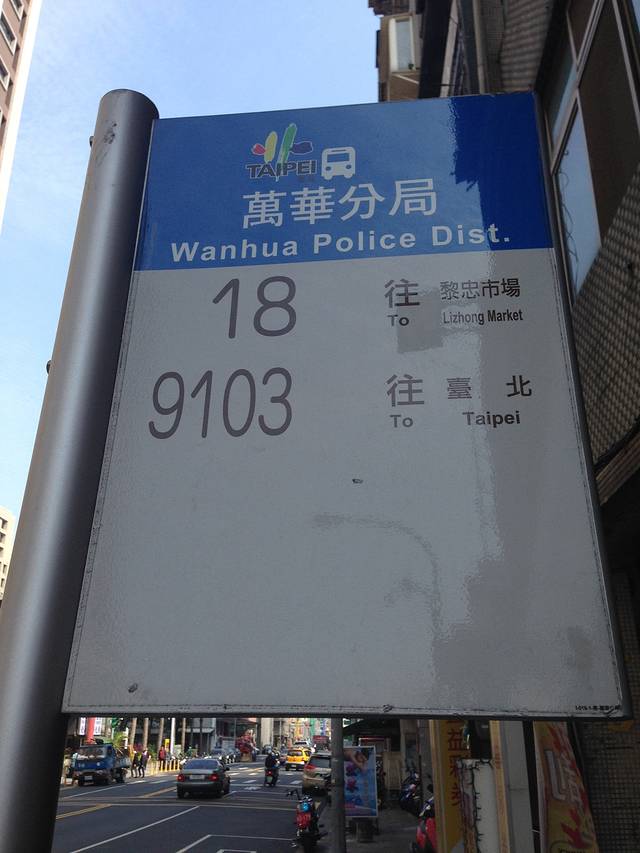 TAIPEI
萬華分局
Wanhua Police Dist.
18 往 黎忠市場
To Lizhong Market
9103 往 臺北
To Taipei